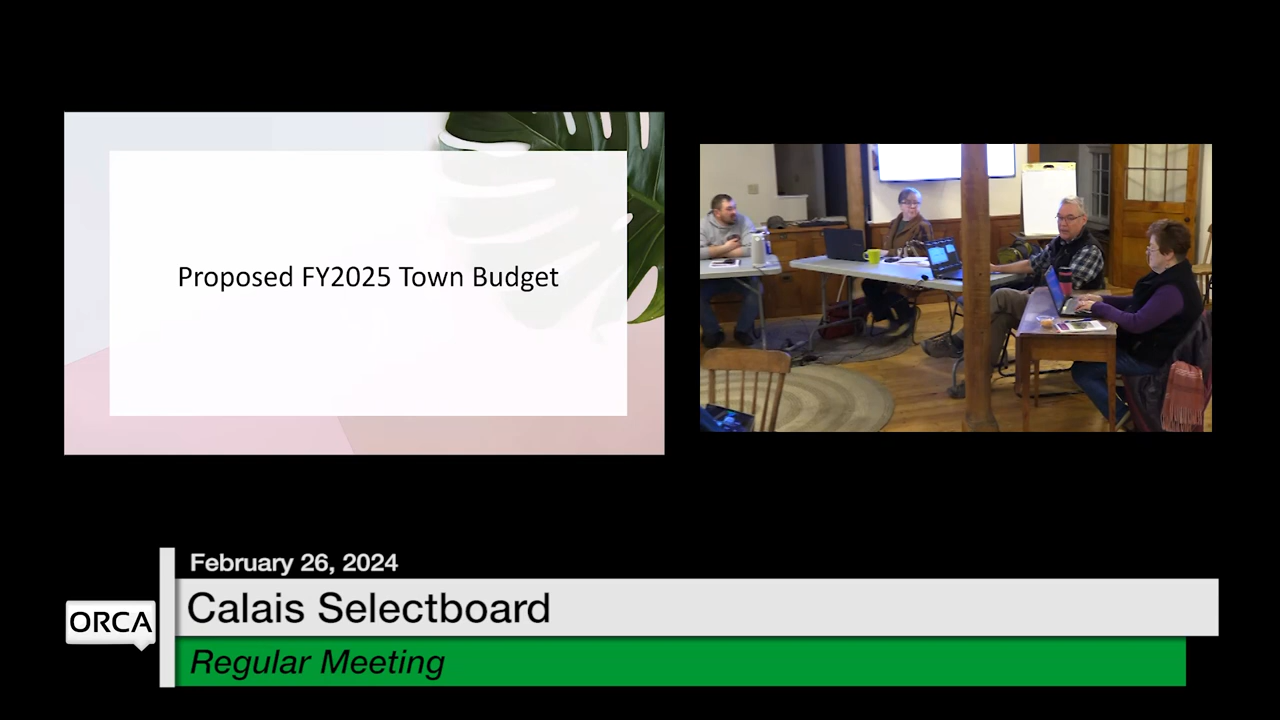 Proposed FY2025 Town Budget
February 26, 2024
Calais Selectboard
ORCA
Regular Meeting